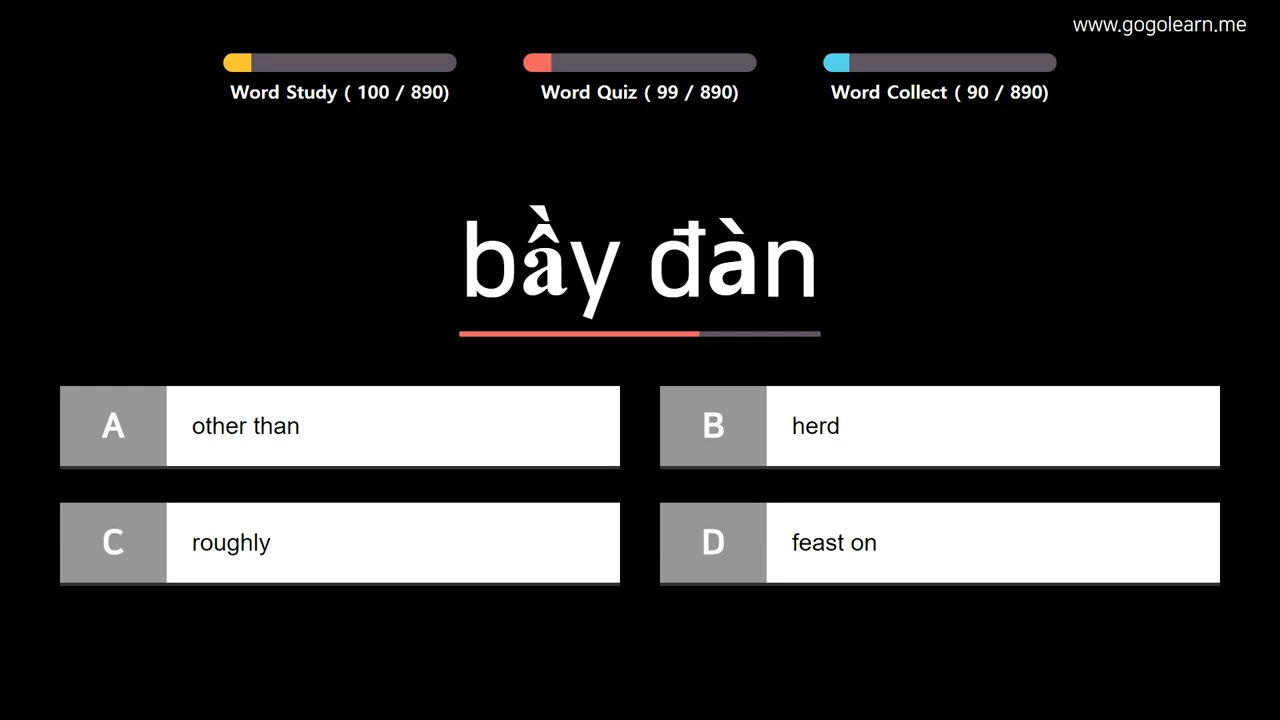 www.gogolearn.me
Word Study ( 100 / 890)
Word Quiz ( 99 / 890)
Word Collect ( 90 / 890)
bầy đàn
A other than
B herd
C roughly
D feast on